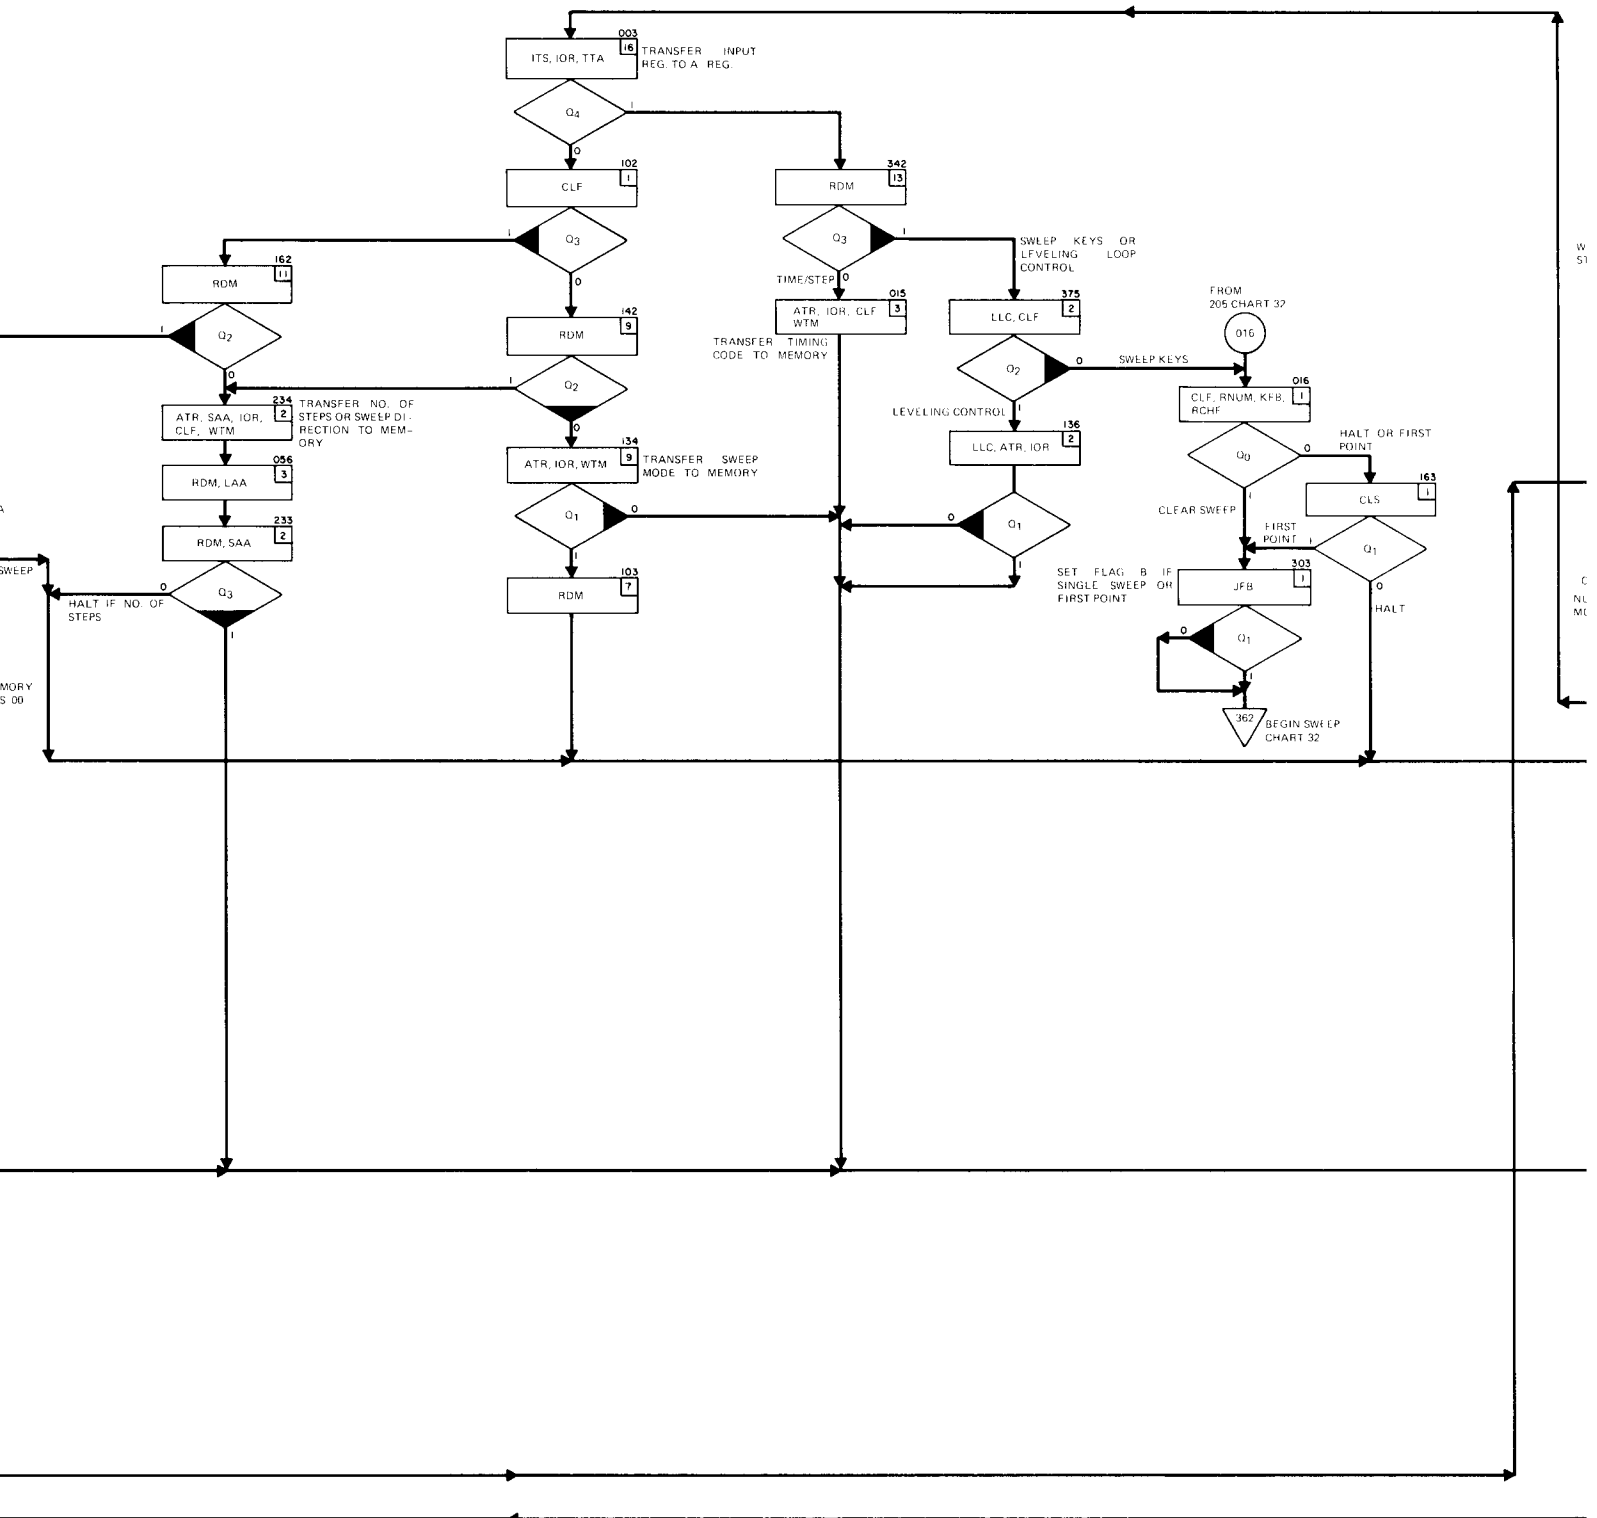 003
16
ITS, IOR, TTA
TRANSFER INPUT
REG. TO A REG.
Q4
1
0
102
1
CLF
342
13
RDM
1
Q3
Q3
1
0
SWEEP KEYS OR
LEVELING LOOP
CONTROL
162
11
RDM
TIME/STEP
0
FROM
205 CHART 32
015
3
ATR, IOR, CLF
WTM
375
2
LLC, CLF
016
142
9
RDM
1
Q2
TRANSFER TIMING
CODE TO MEMORY
0
1
Q2
Q2
0
SWEEP KEYS
016
1
CLF, RNUM, KFB,
RCHF
234
2
ATR, SAA, IOR,
CLF, WTM
TRANSFER NO. OF
STEPS OR SWEEP DI-
RECTION TO MEM-
ORY
0
LEVELING CONTROL
1
136
2
LLC, ATR, IOR
HALT OR FIRST
POINT
0
Q0
1
134
9
ATR, IOR, WTM
TRANSFER SWEEP
MODE TO MEMORY
056
3
RDM, LAA
163
1
CLS
CLEAR SWEEP
Q1
0
0
Q1
233
2
RDM, SAA
1
1
FIRST
POINT
1
Q1
0
SWEEP
0
Q3
1
HALT IF NO. OF
STEPS
103
7
RDM
SET FLAG B IF
SINGLE SWEEP OR
FIRST POINT
303
1
JFB
HALT
0
Q1
1
362
BEGIN SWEEP
CHART 32
MORY
S 00